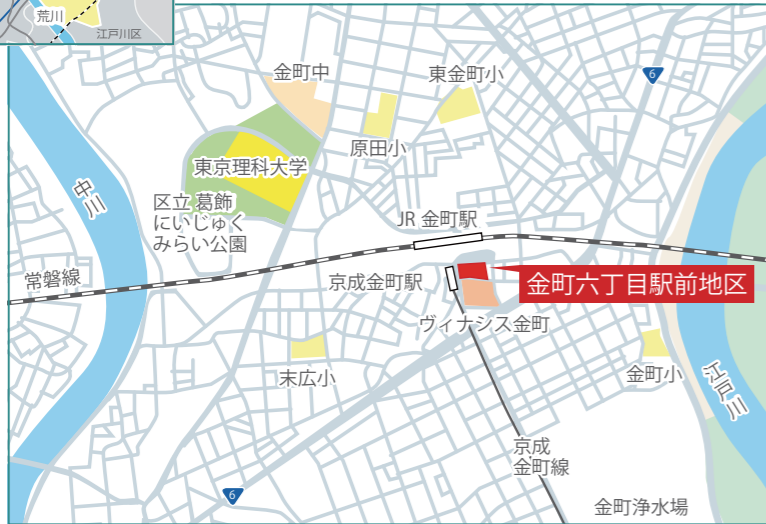 荒川
江戸川区
金町中
東金町小
6
原田小
東京理科大学
中川
区立 葛飾
にいじゅく
みらい公園
JR 金町駅
常磐線
京成金町駅
金町六丁目駅前地区
ヴィナシス金町
末広小
金町小
江戸川
京成
金町線
6
金町浄水場